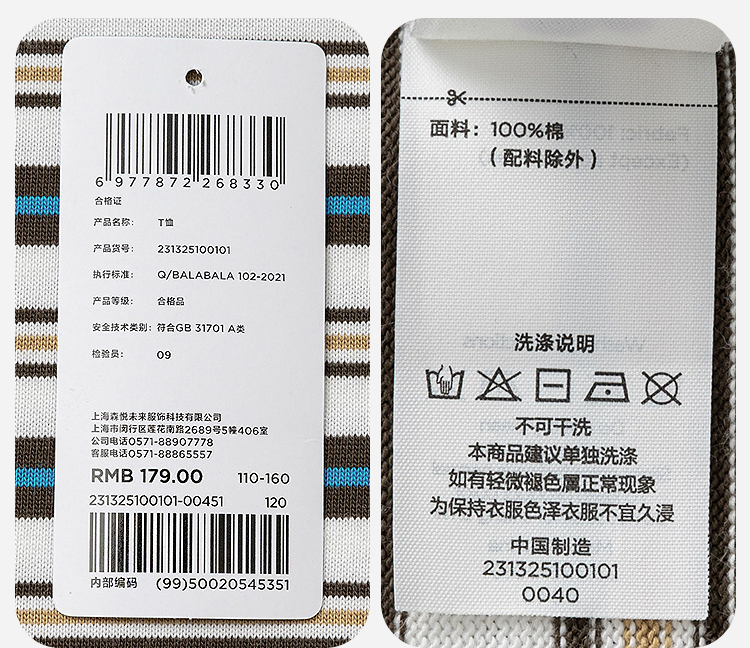 6 977872 268330
合格证
产品名称: T恤
产品货号: 231325100101
执行标准: Q/BALABALA 102-2021
产品等级: 合格品
安全技术类别: 符合GB 31701 A类
检验员: 09
上海森悦未来服饰科技有限公司
上海市闵行区莲花南路2689号5幢406室
公司电话0571-88907778
客服电话0571-88865557
RMB 179.00 110-160
231325100101-00451 120
内部编码 (99)50020545351
面料: 100%棉
(配料除外)
洗涤说明
不可干洗
本商品建议单独洗涤
如有轻微褪色属正常现象
为保持衣服色泽衣服不宜久浸
中国制造
231325100101
0040